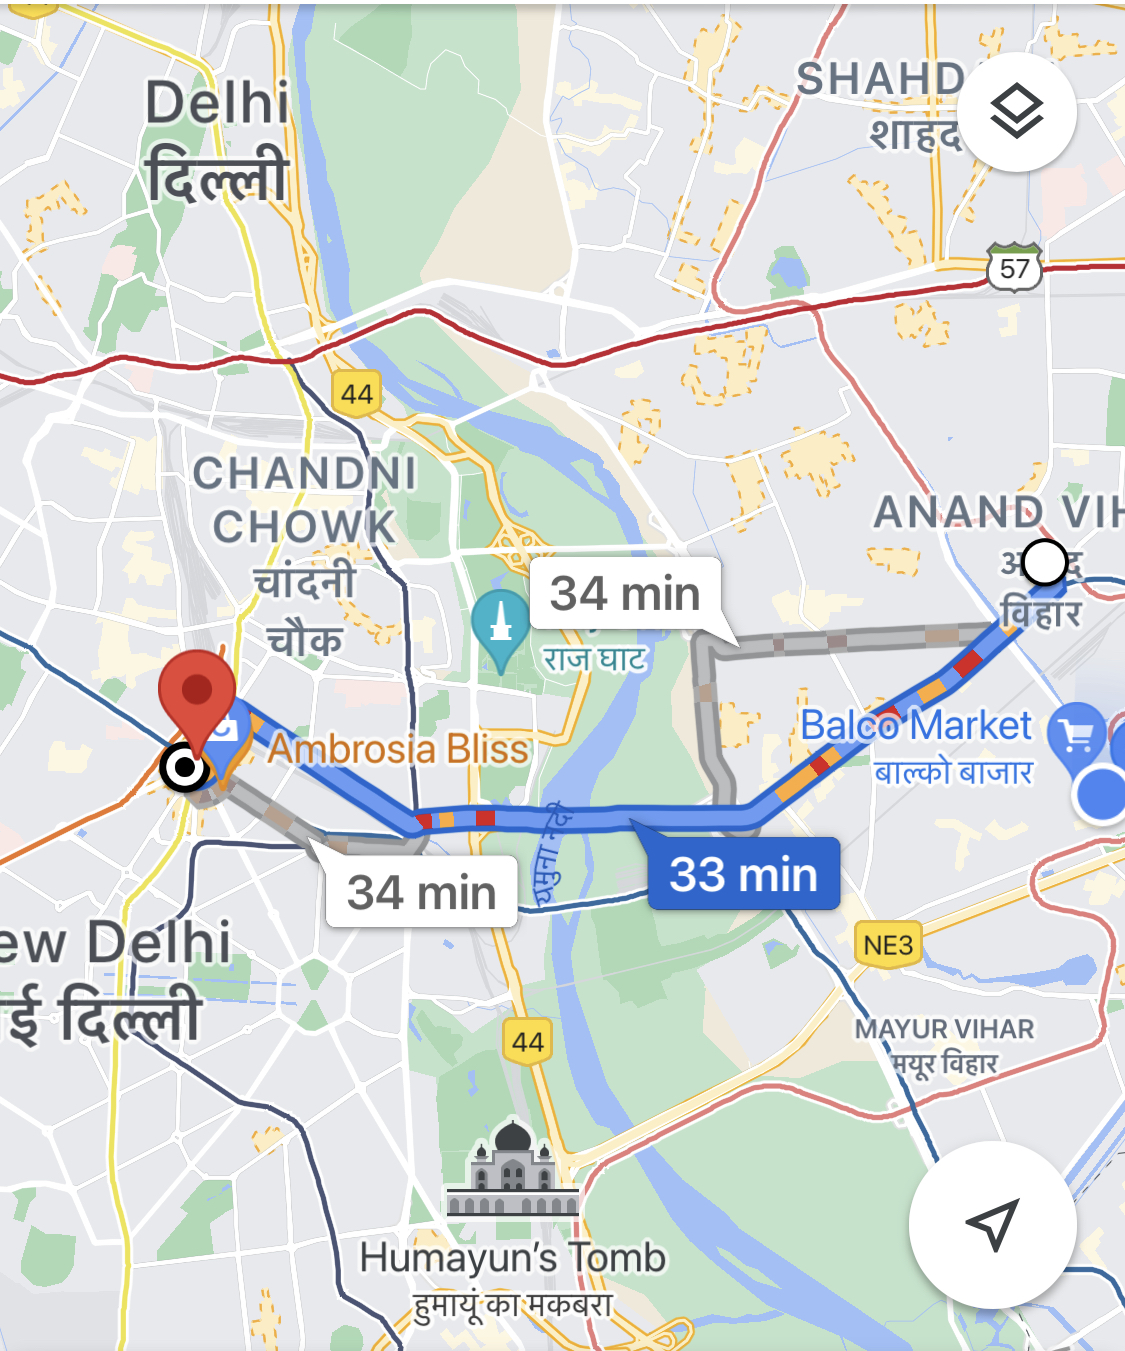 Delhi
दिल्ली
SHAHD
शाहद
57
44
CHANDNI
CHOWK
चांदनी
चौक
ANAND VIH
विहार
34 min
राज घाट
Balco Market
बाल्को बाजार
Ambrosia Bliss
यमुना नदी
33 min
34 min
ew Delhi
ई दिल्ली
NE3
44
MAYUR VIHAR
मयूर विहार
Humayun's Tomb
हुमायूं का मकबरा